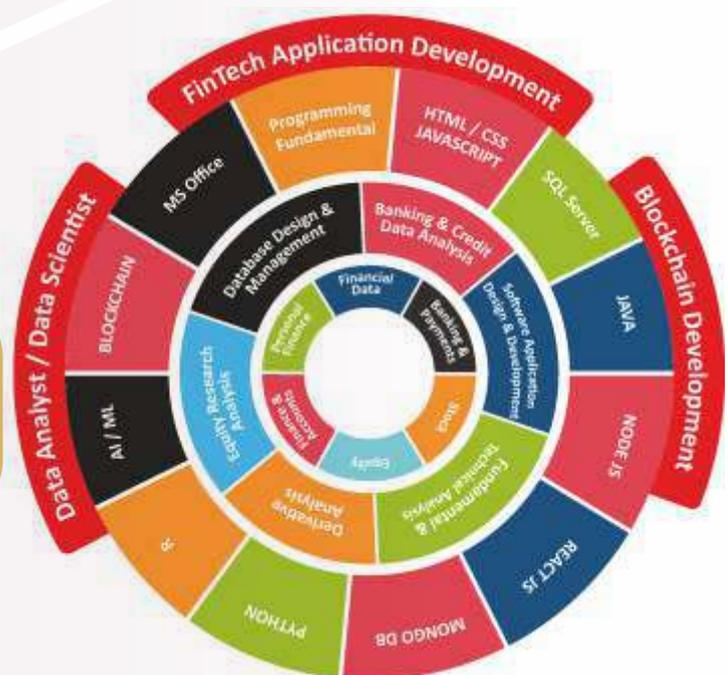 FinTech Application Development
Blockchain Development
Data Analyst / Data Scientist
MS Office
Programming
Fundamental
HTML / CSS
JAVASCRIPT
SQL Server
JAVA
NODE JS
REACT JS
MONGO DB
PYTHON
R
AI / ML
BLOCKCHAIN
Database Design &
Management
Banking & Credit
Data Analysis
Software Application
Design & Development
Fundamental &
Technical Analysis
Derivative
Analysis
Equity Research
Analysis
Financial
Data
Banking &
Payments
Stock
Equity
Finance &
Accounts
Personal
Finance